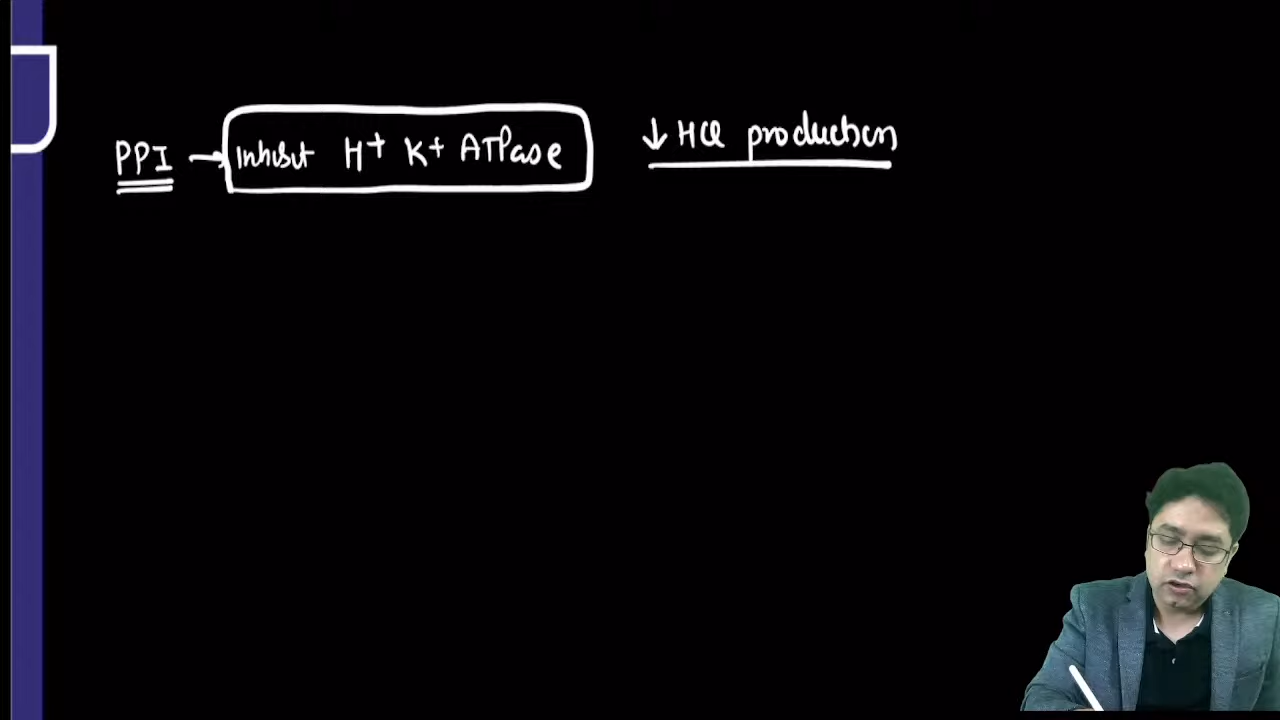 PPI → Inhibit H+ K+ ATPase ↓ HCl production